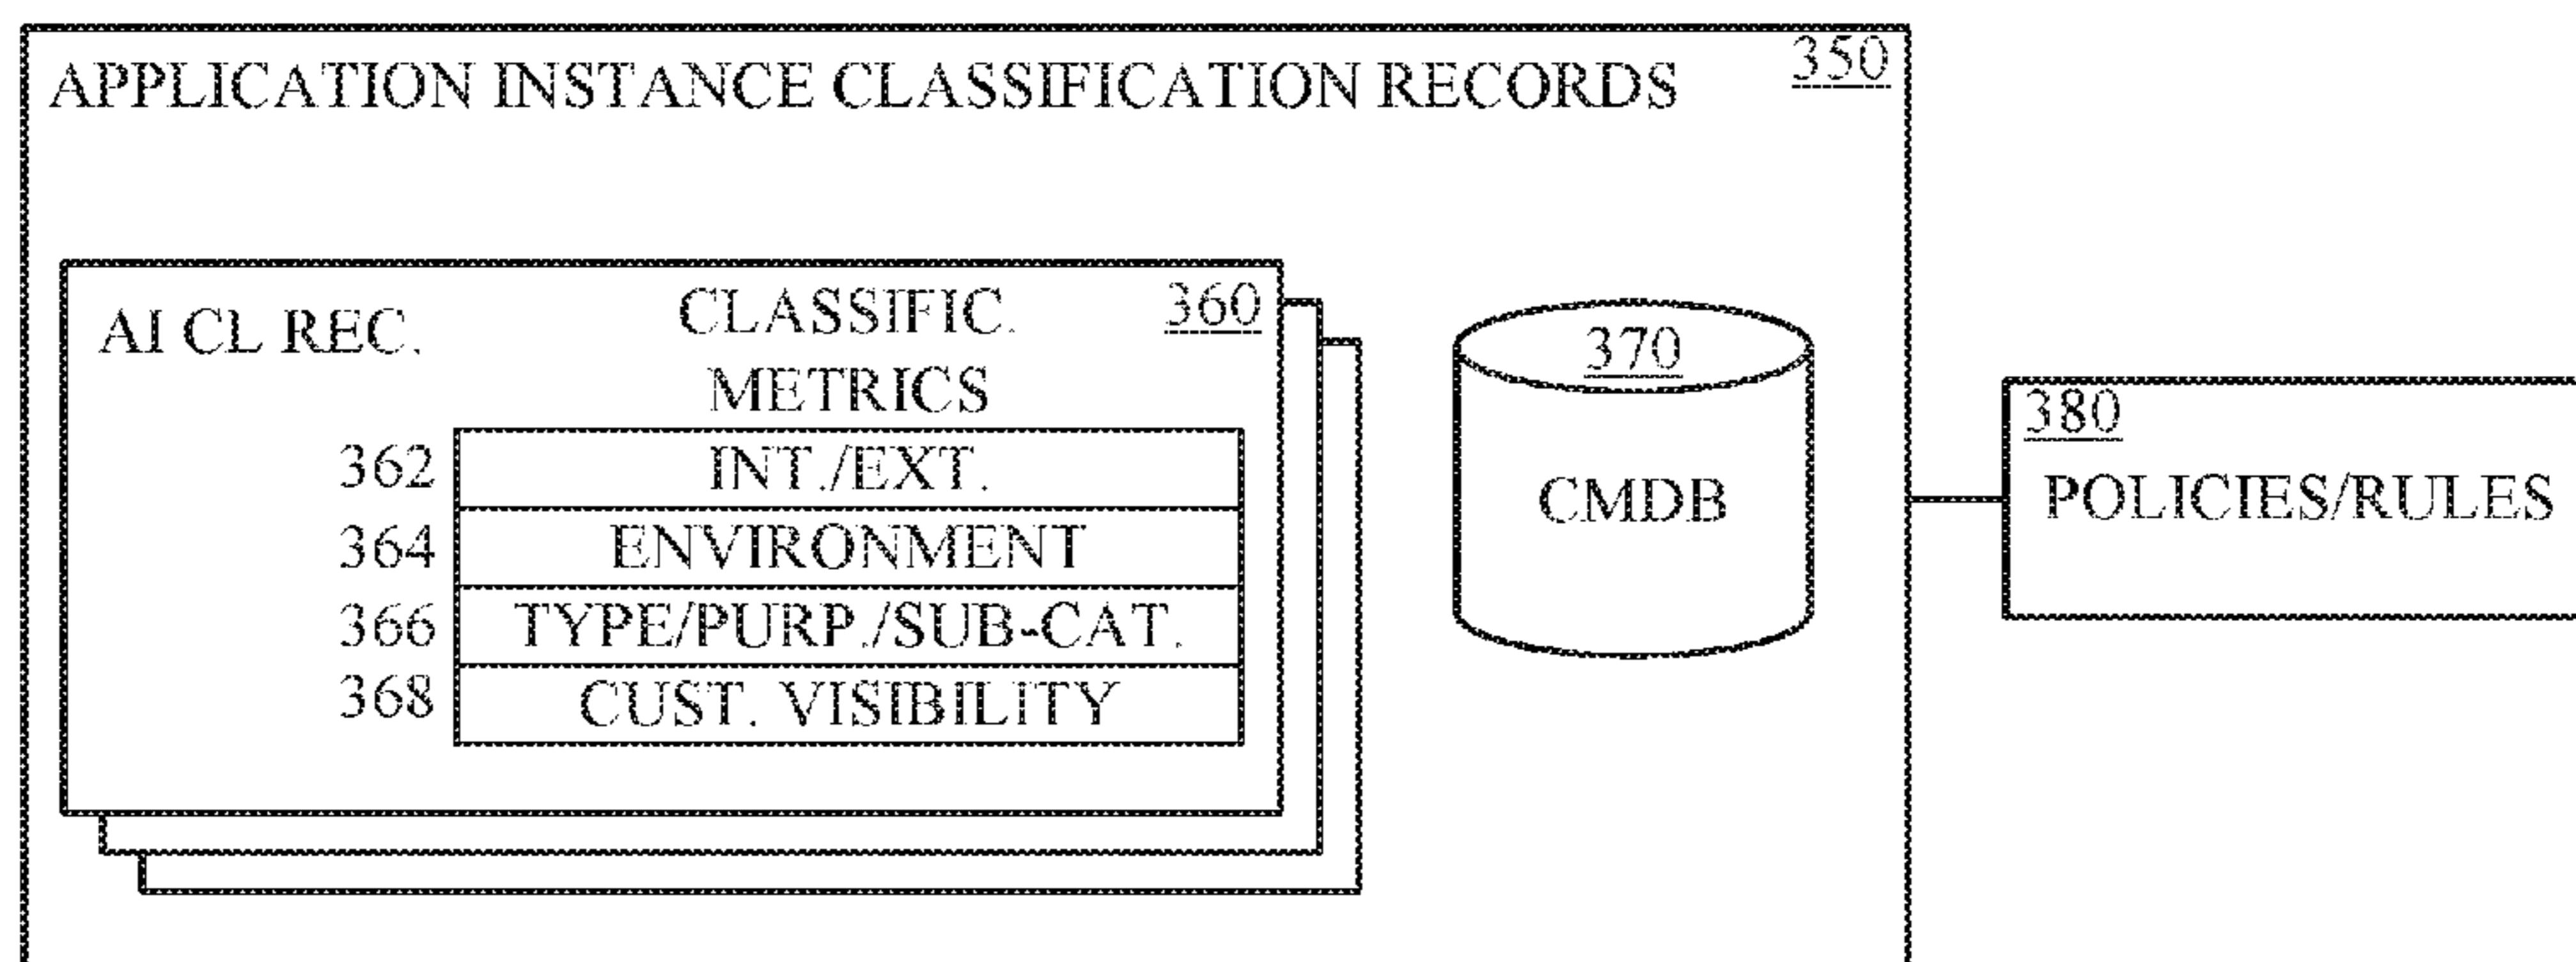 APPLICATION INSTANCE CLASSIFICATION RECORDS 350
AI CL REC. CLASSIFIC. 360
METRICS
362 INT./EXT.
364 ENVIRONMENT
366 TYPE/PURP./SUB-CAT.
368 CUST. VISIBILITY
370
CMDB
380
POLICIES/RULES